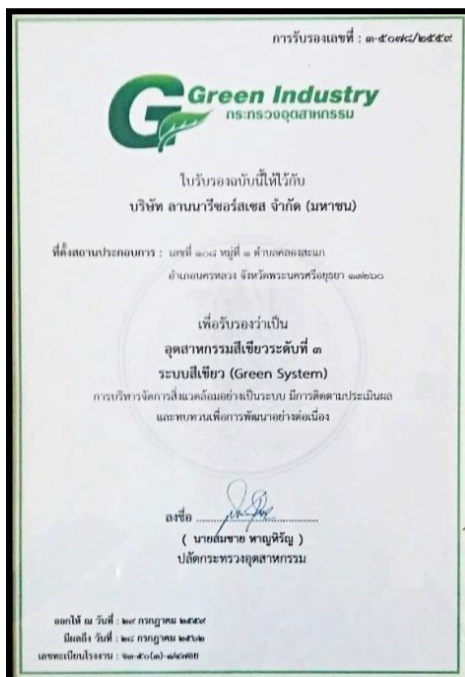 การรับรองเลขที่ : ๓-๕๐๗๘/๒๕๕๙
Green Industry
กระทรวงอุตสาหกรรม
ใบรับรองฉบับนี้ให้ไว้กับ
บริษัท ลานนารีซอร์สเซส จำกัด (มหาชน)
ที่ตั้งสถานประกอบการ : เลขที่ ๑๐๘ หมู่ที่ ๑ ตำบลคลองสะแก
อำเภอนครหลวง จังหวัดพระนครศรีอยุธยา ๑๓๒๖๐
เพื่อรับรองว่าเป็น
อุตสาหกรรมสีเขียวระดับที่ ๓
ระบบสีเขียว (Green System)
การบริหารจัดการสิ่งแวดล้อมอย่างเป็นระบบ มีการติดตามประเมินผล
และทบทวนเพื่อการพัฒนาอย่างต่อเนื่อง
ลงชื่อ
( นายสมชาย หาญหิรัญ )
ปลัดกระทรวงอุตสาหกรรม
ออกให้ ณ วันที่ : ๒๙ กรกฎาคม ๒๕๕๙
มีผลถึง วันที่ : ๒๘ กรกฎาคม ๒๕๖๒
เลขทะเบียนโรงงาน :